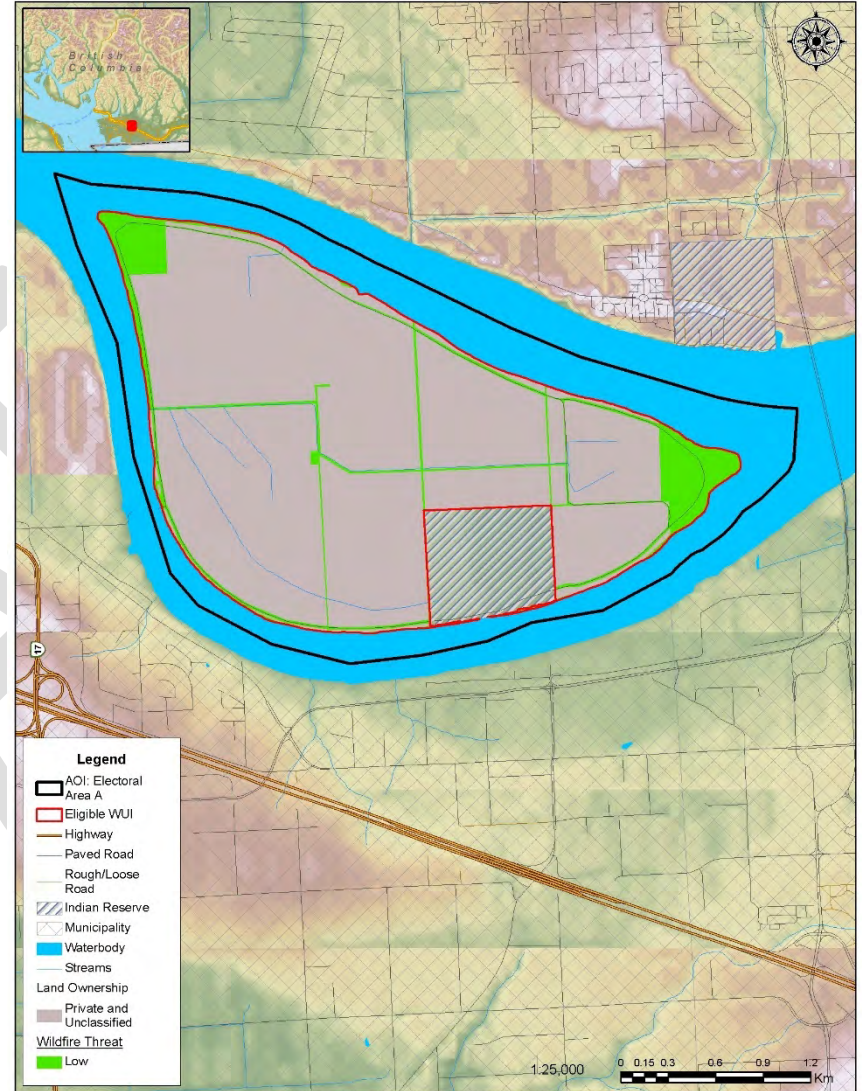 British
Columbia
17
Legend
AOI: Electoral
Area A
Eligible WUI
Highway
Paved Road
Rough/Loose
Road
Indian Reserve
Municipality
Waterbody
Streams
Land Ownership
Private and
Unclassified
Wildfire Threat
Low
1:25,000
0 0.15 0.3 0.6 0.9 1.2
Km